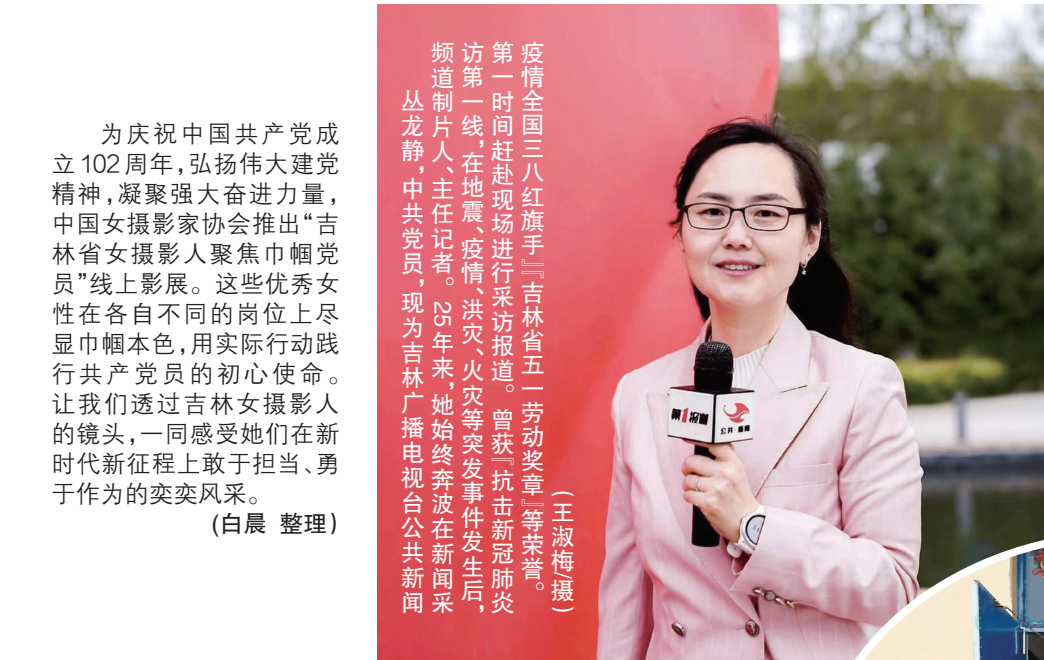 为庆祝中国共产党成
立102周年，弘扬伟大建党
精神，凝聚强大奋进力量，
中国女摄影家协会推出“吉
林省女摄影人聚焦巾帼党
员”线上影展。这些优秀女
性在各自不同的岗位上尽
显巾帼本色，用实际行动践
行共产党员的初心使命。
让我们透过吉林女摄影人
的镜头，一同感受她们在新
时代新征程上敢于担当、勇
于作为的奕奕风采。
(白晨 整理)
丛龙静，中共党员，现为吉林广播电视台公共新闻
频道制片人、主任记者。25年来，她始终奔波在新闻采
访第一线，在地震、疫情、洪灾、火灾等突发事件发生后，
第一时间赶赴现场进行采访报道。曾获『抗击新冠肺炎
疫情全国三八红旗手』『吉林省五一劳动奖章』等荣誉。
(王淑梅/摄)
公共 新闻